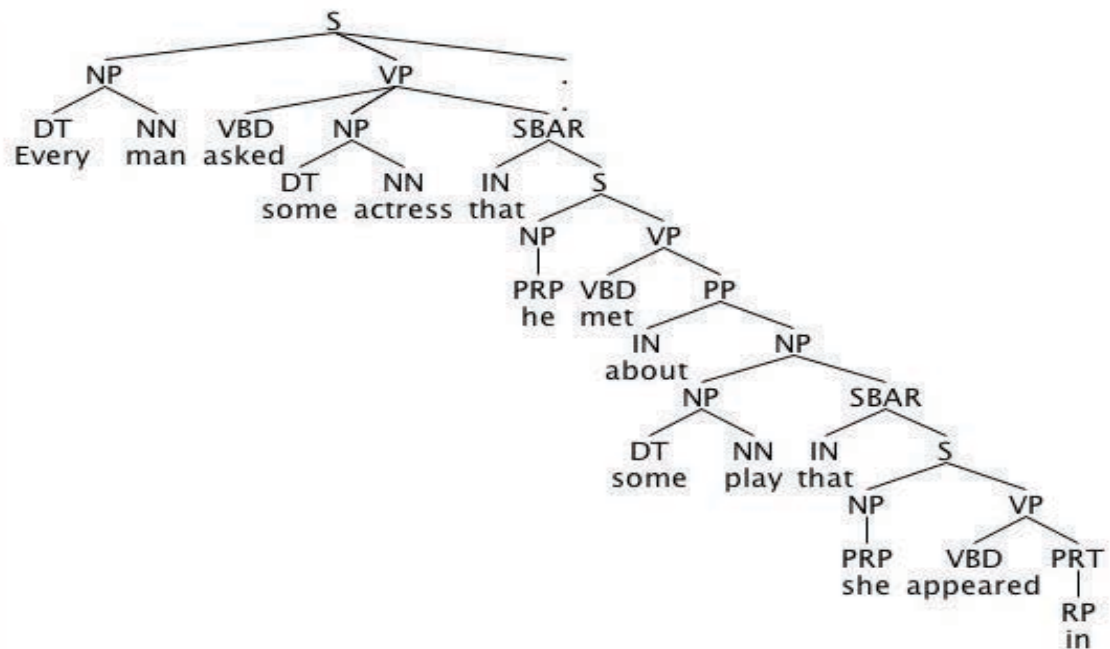 S
NP VP .
DT NN VBD NP SBAR .
Every man asked
DT NN IN S
some actress that
NP VP
PRP VBD PP
he met
IN NP
about
NP SBAR
DT NN IN S
some play that
NP VP
PRP VBD PRT
she appeared
RP
in